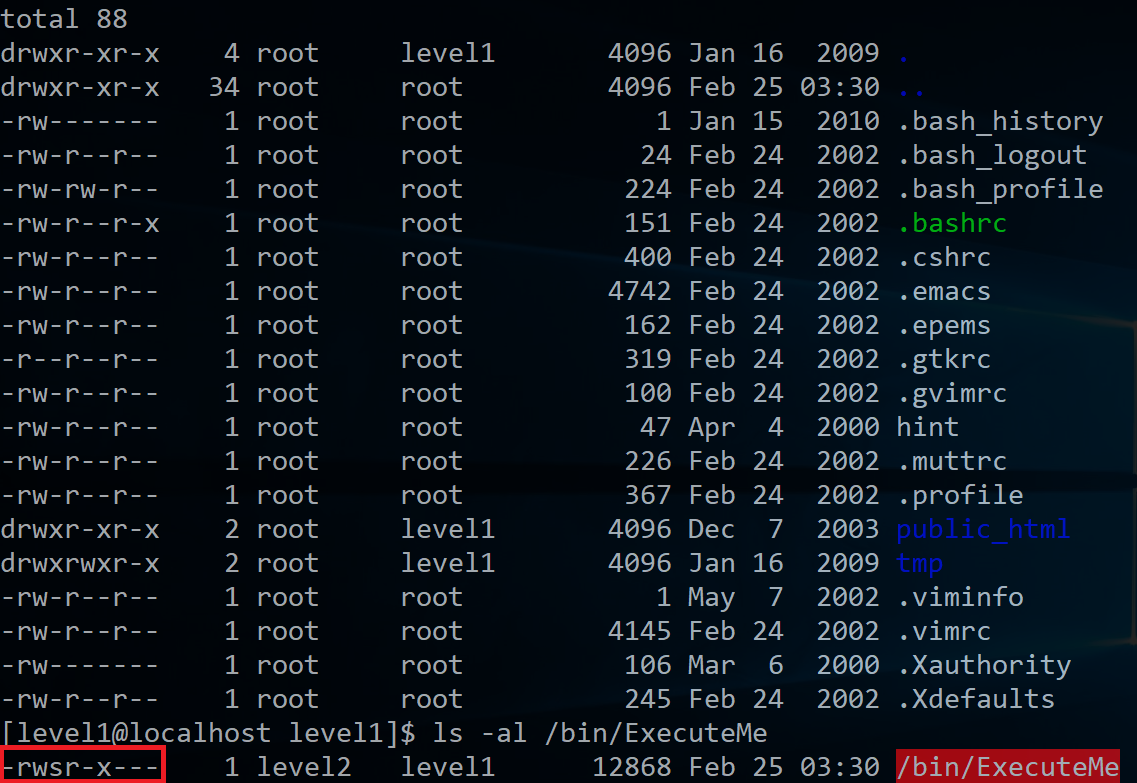 total 88
drwxr-xr-x    4 root     level1       4096 Jan 16  2009 .
drwxr-xr-x   34 root     root         4096 Feb 25 03:30 ..
-rw-------    1 root     root            1 Jan 15  2010 .bash_history
-rw-r--r--    1 root     root           24 Feb 24  2002 .bash_logout
-rw-rw-r--    1 root     root          224 Feb 24  2002 .bash_profile
-rw-r--r-x    1 root     root          151 Feb 24  2002 .bashrc
-rw-r--r--    1 root     root          400 Feb 24  2002 .cshrc
-rw-r--r--    1 root     root         4742 Feb 24  2002 .emacs
-rw-r--r--    1 root     root          162 Feb 24  2002 .epems
-r--r--r--    1 root     root          319 Feb 24  2002 .gtkrc
-rw-r--r--    1 root     root          100 Feb 24  2002 .gvimrc
-rw-r--r--    1 root     root           47 Apr  4  2000 hint
-rw-r--r--    1 root     root          226 Feb 24  2002 .muttrc
-rw-r--r--    1 root     root          367 Feb 24  2002 .profile
drwxr-xr-x    2 root     level1       4096 Dec  7  2003 public_html
drwxrwxr-x    2 root     level1       4096 Jan 16  2009 tmp
-rw-r--r--    1 root     root            1 May  7  2002 .viminfo
-rw-r--r--    1 root     root         4145 Feb 24  2002 .vimrc
-rw-------    1 root     root          106 Mar  6  2000 .Xauthority
-rw-r--r--    1 root     root          245 Feb 24  2002 .Xdefaults
[level1@localhost level1]$ ls -al /bin/ExecuteMe
-rwsr-x---    1 level2   level1      12868 Feb 25 03:30 /bin/ExecuteMe